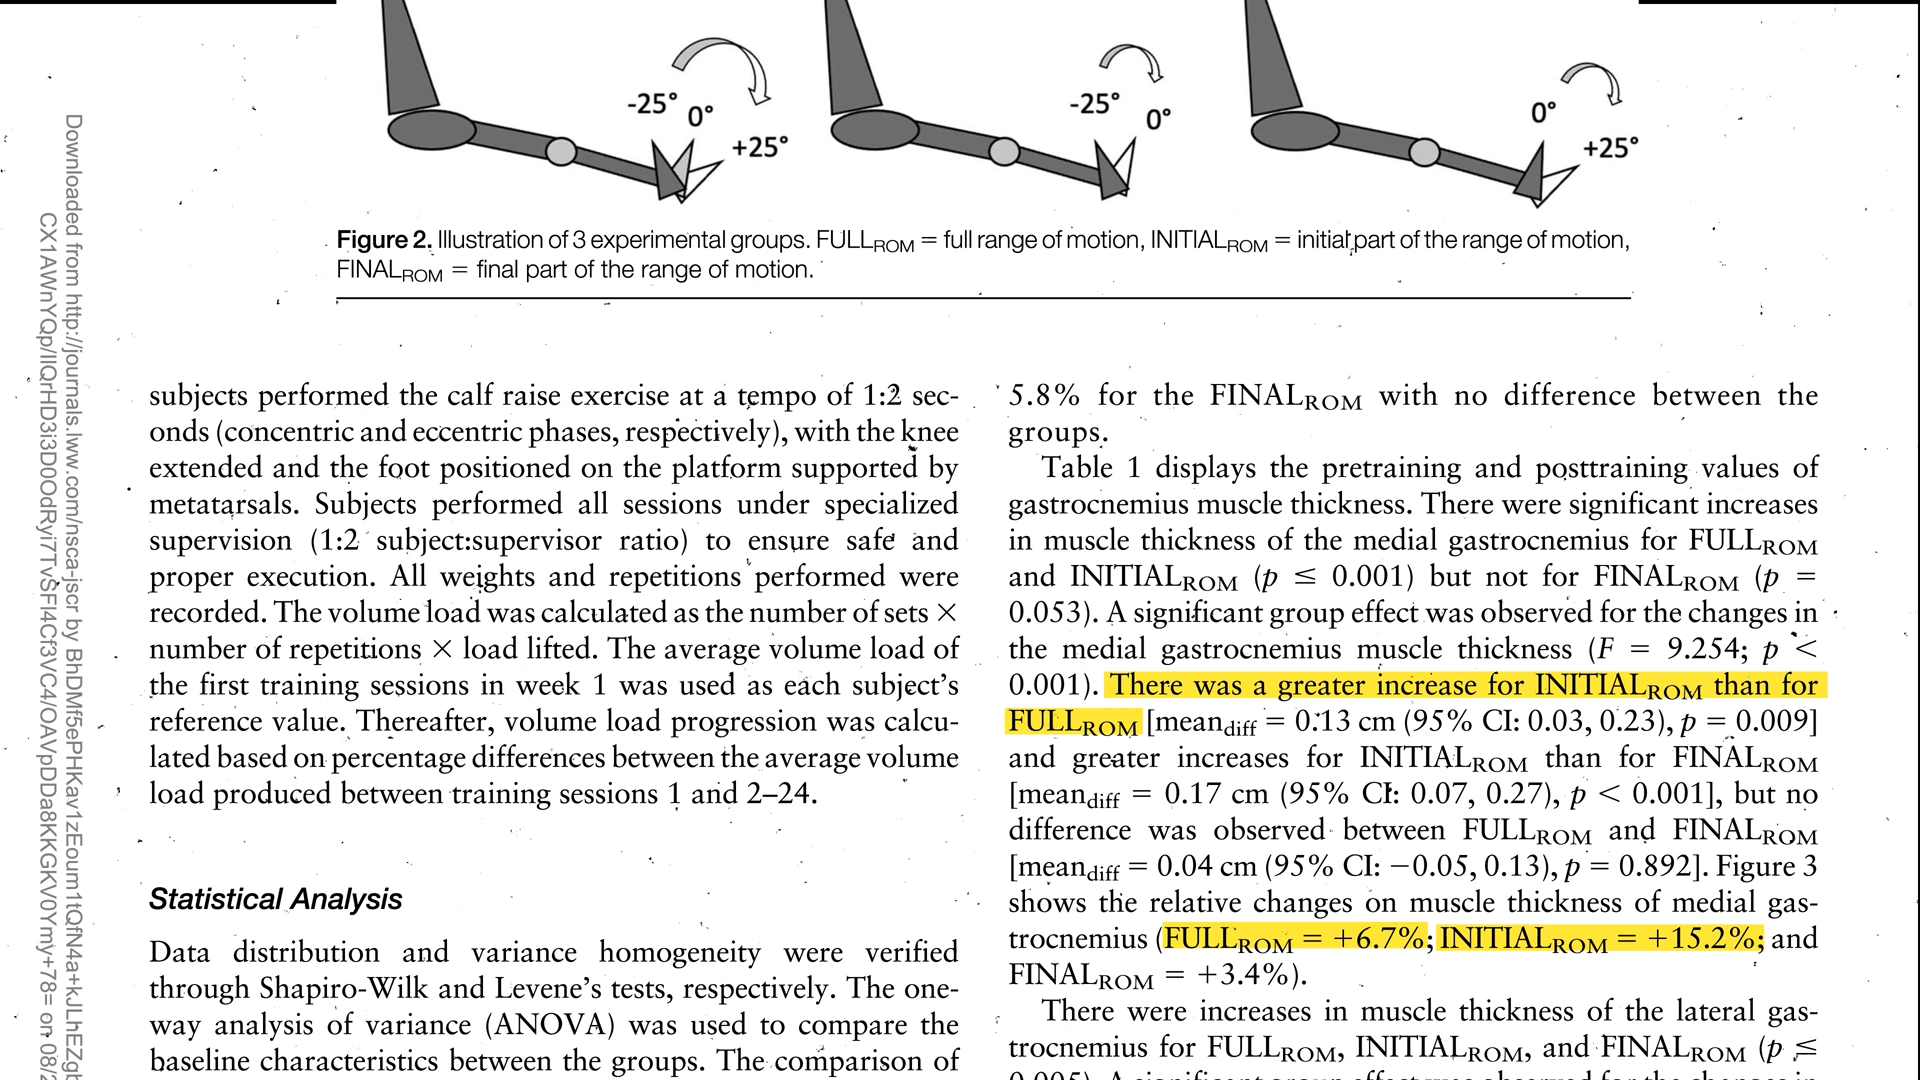 -25°
0°
+25°
-25°
0°
0°
+25°
Figure 2. Illustration of 3 experimental groups. FULLROM = full range of motion, INITIALROM = initial part of the range of motion,
FINALROM = final part of the range of motion.
subjects performed the calf raise exercise at a tempo of 1:2 sec-
onds (concentric and eccentric phases, respectively), with the knee
extended and the foot positioned on the platform supported by
metatarsals. Subjects performed all sessions under specialized
supervision (1:2 subject:supervisor ratio) to ensure safe and
proper execution. All weights and repetitions performed were
recorded. The volume load was calculated as the number of sets ×
number of repetitions × load lifted. The average volume load of
the first training sessions in week 1 was used as each subject's
reference value. Thereafter, volume load progression was calcu-
lated based on percentage differences between the average volume
load produced between training sessions 1 and 2–24.
Statistical Analysis
Data distribution and variance homogeneity were verified
through Shapiro-Wilk and Levene's tests, respectively. The one-
way analysis of variance (ANOVA) was used to compare the
baseline characteristics between the groups. The comparison of
5.8% for the FINALROM with no difference between the
groups.
Table 1 displays the pretraining and posttraining values of
gastrocnemius muscle thickness. There were significant increases
in muscle thickness of the medial gastrocnemius for FULLROM
and INITIALROM (p ≤ 0.001) but not for FINALROM (p =
0.053). A significant group effect was observed for the changes in
the medial gastrocnemius muscle thickness (F = 9.254; p <
0.001). There was a greater increase for INITIALROM than for
FULLROM [meandiff = 0.13 cm (95% CI: 0.03, 0.23), p = 0.009]
and greater increases for INITIALROM than for FINALROM
[meandiff = 0.17 cm (95% CI: 0.07, 0.27), p < 0.001], but no
difference was observed between FULLROM and FINALROM
[meandiff = 0.04 cm (95% CI: −0.05, 0.13), p = 0.892]. Figure 3
shows the relative changes on muscle thickness of medial gas-
trocnemius (FULLROM = +6.7%; INITIALROM = +15.2%; and
FINALROM = +3.4%).
There were increases in muscle thickness of the lateral gas-
trocnemius for FULLROM, INITIALROM, and FINALROM (p ≤
Downloaded from http://journals.lww.com/nsca-jscr by